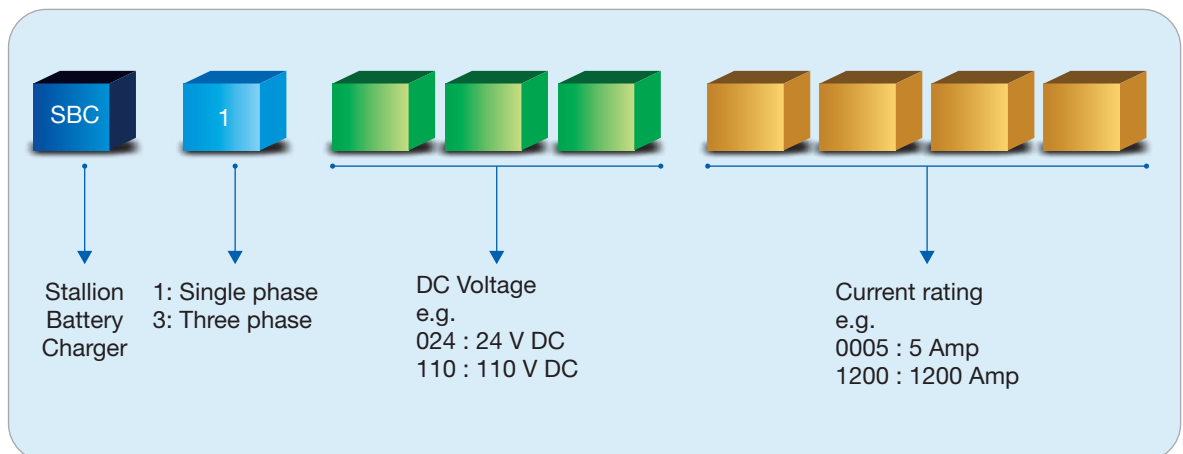 SBC
1
Stallion
Battery
Charger
1: Single phase
3: Three phase
DC Voltage
e.g.
024 : 24 V DC
110 : 110 V DC
Current rating
e.g.
0005 : 5 Amp
1200 : 1200 Amp